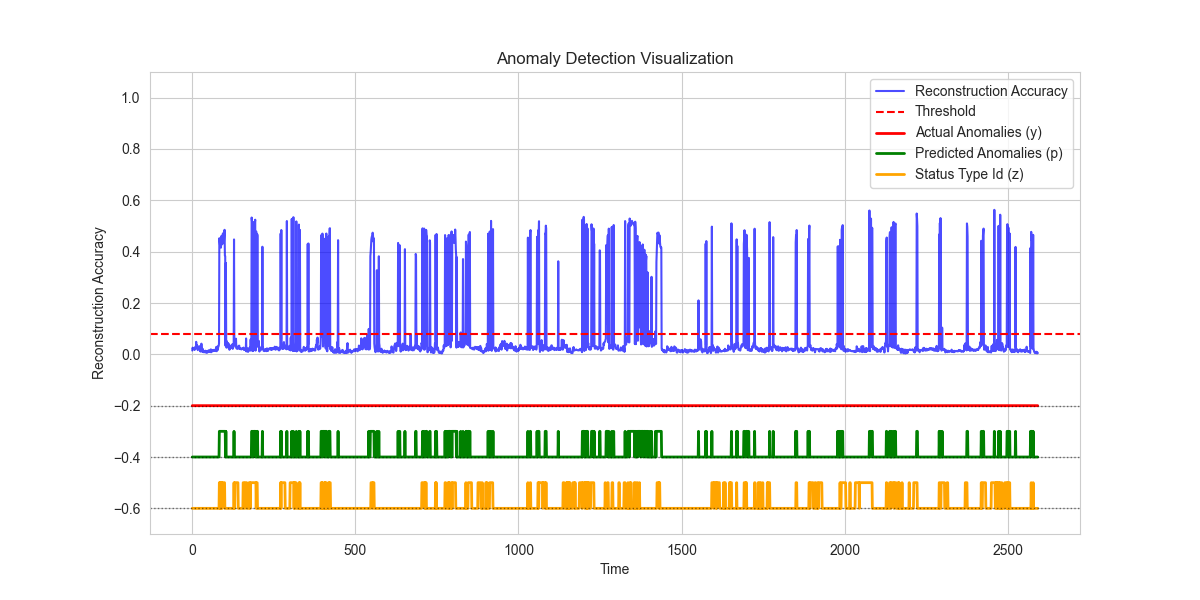 Anomaly Detection Visualization
Reconstruction Accuracy
Threshold
Actual Anomalies (y)
Predicted Anomalies (p)
Status Type Id (z)
Reconstruction Accuracy
1.0
0.8
0.6
0.4
0.2
0.0
−0.2
−0.4
−0.6
0 500 1000 1500 2000 2500
Time